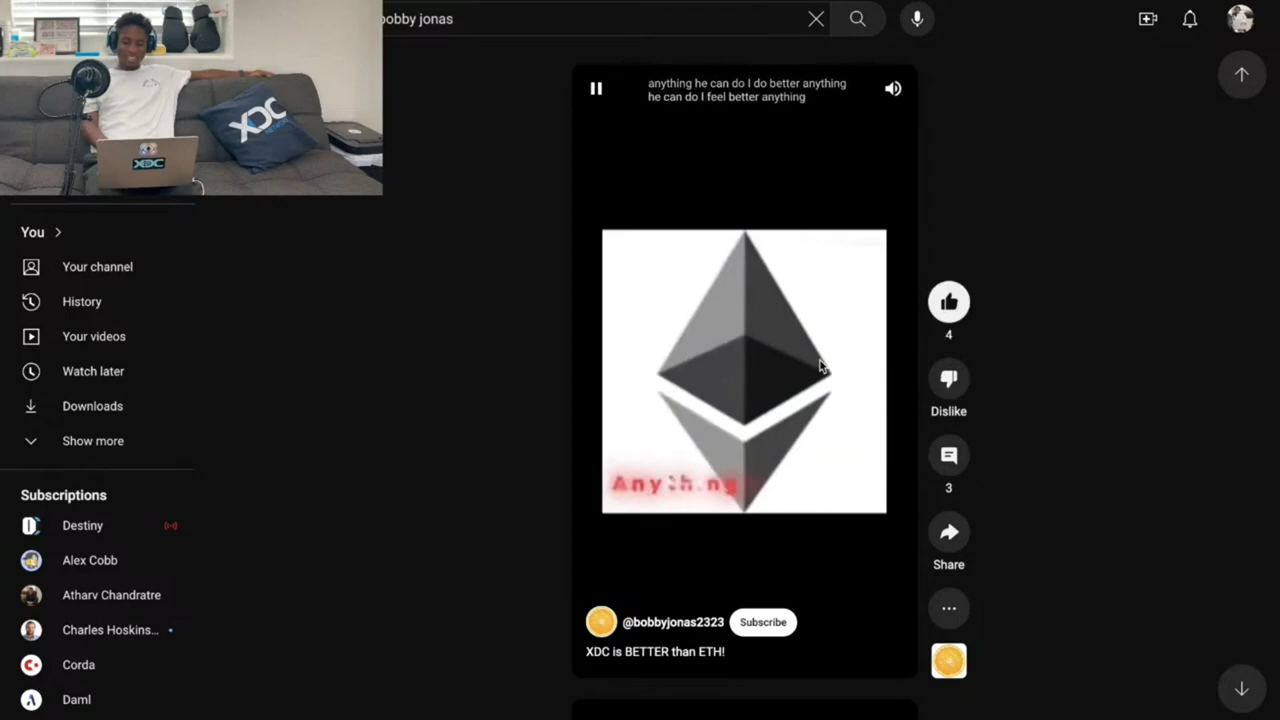 bobby jonas
XDC
NETWORK
XDC
anything he can do I do better anything
he can do I feel better anything
You
Your channel
History
Your videos
Watch later
Downloads
Show more
Subscriptions
Destiny
Alex Cobb
Atharv Chandratre
Charles Hoskins...
Corda
Daml
Anything
4
Dislike
3
Share
@bobbyjonas2323
Subscribe
XDC is BETTER than ETH!